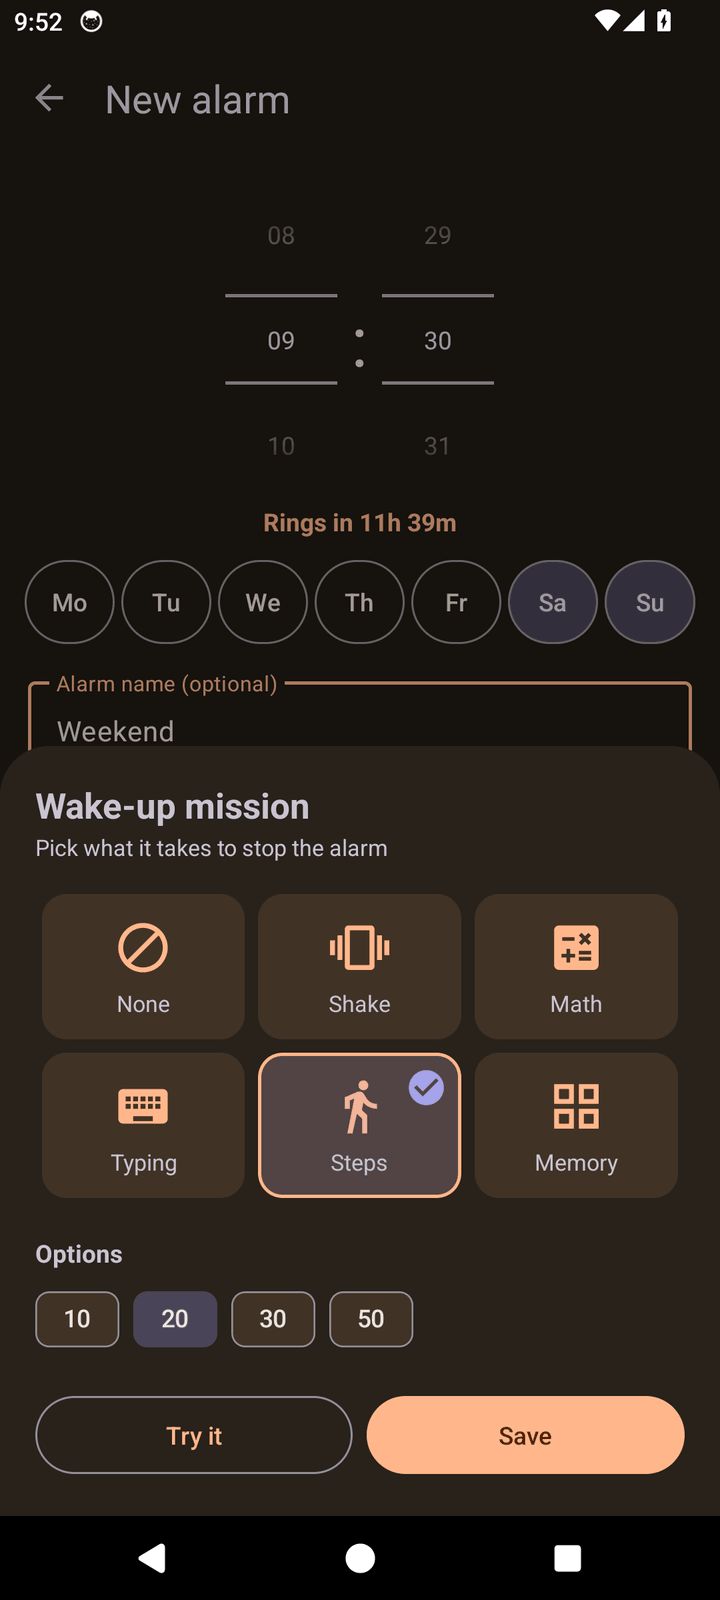 9:52
New alarm
08 29
09 : 30
10 31
Rings in 11h 39m
Mo Tu We Th Fr Sa Su
Alarm name (optional)
Weekend
Wake-up mission
Pick what it takes to stop the alarm
None Shake Math
Typing Steps Memory
Options
10 20 30 50
Try it Save